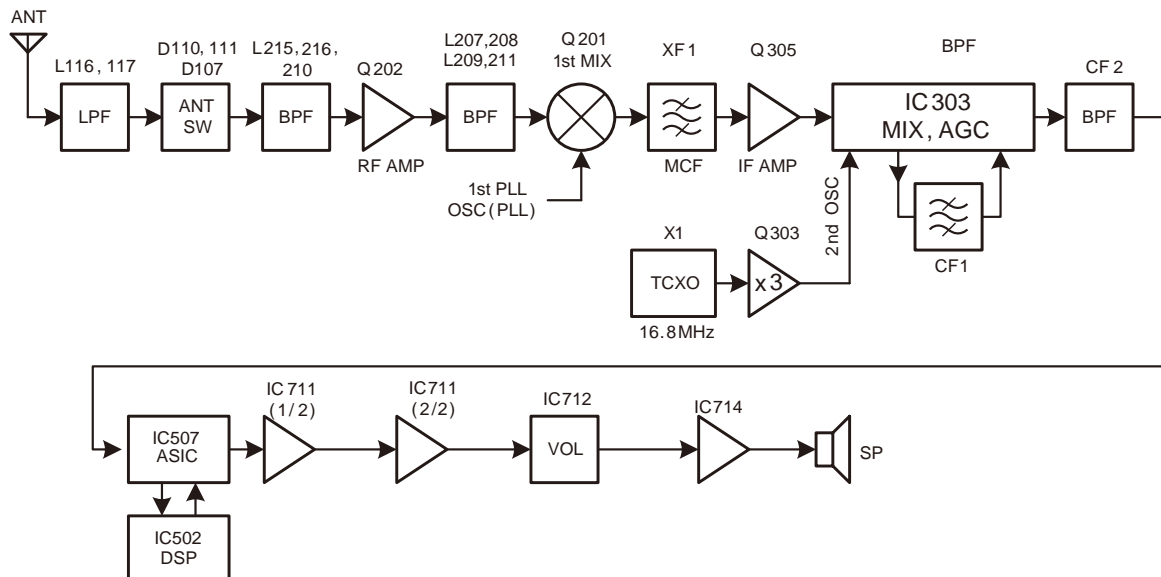 ANT
L116, 117
D110, 111
D107
L215, 216,
210
Q202
L207,208
L209,211
Q201
1st MIX
XF1
Q305
BPF
CF2
LPF
ANT
SW
BPF
BPF
IC303
MIX, AGC
BPF
RF AMP
MCF
IF AMP
1st PLL
OSC(PLL)
2nd OSC
CF1
X1
Q303
TCXO
x3
16.8MHz
IC711
(1/2)
IC711
(2/2)
IC712
IC714
IC507
ASIC
VOL
SP
IC502
DSP